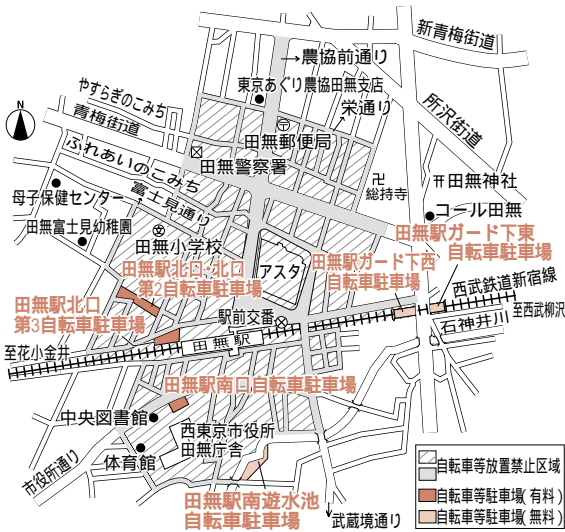 新青梅街道
農協前通り
東京あぐり農協田無支店
栄通り
やすらぎのこみち
青梅街道
所沢街道
N
田無郵便局
ふれあいのこみち
田無警察署
卍
総持寺
田無神社
母子保健センター
富士見通り
コール田無
田無富士見幼稚園
田無小学校
田無駅ガード下東
自転車駐車場
アスタ
田無駅北口・北口
第2自転車駐車場
田無駅ガード下西
自転車駐車場
西武鉄道新宿線
田無駅北口
第3自転車駐車場
駅前交番
至西武柳沢
石神井川
田無駅
至花小金井
田無駅南口自転車駐車場
中央図書館
西東京市役所
田無庁舎
体育館
市役所通り
田無駅南遊水池
自転車駐車場
武蔵境通り
自転車等放置禁止区域
自転車等駐車場(有料)
自転車等駐車場(無料)